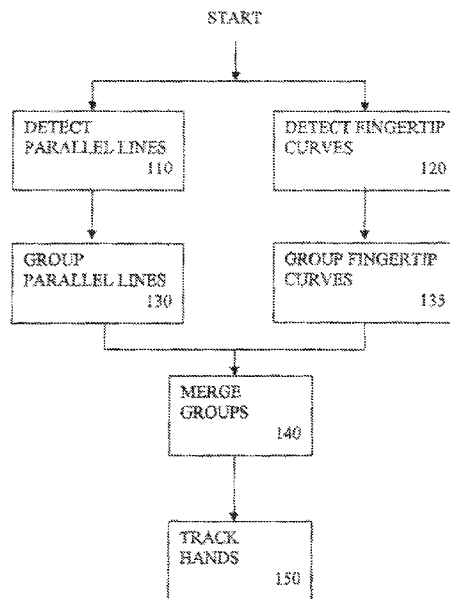 START
DETECT
PARALLEL LINES
110
DETECT FINGERTIP
CURVES
120
GROUP
PARALLEL LINES
130
GROUP FINGERTIP
CURVES
135
MERGE
GROUPS
140
TRACK
HANDS
150